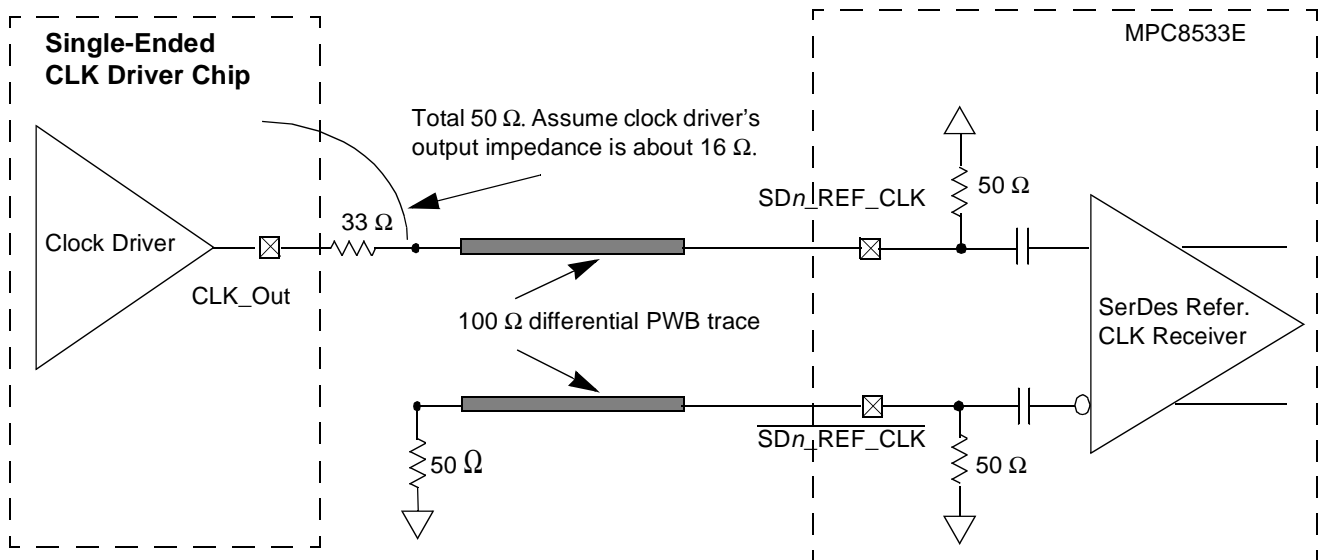 Single-Ended
CLK Driver Chip
MPC8533E
Total 50 Ω. Assume clock driver's
output impedance is about 16 Ω.
SDn_REF_CLK
50 Ω
33 Ω
Clock Driver
CLK_Out
100 Ω differential PWB trace
SerDes Refer.
CLK Receiver
SDn_REF_CLK
50 Ω
50 Ω